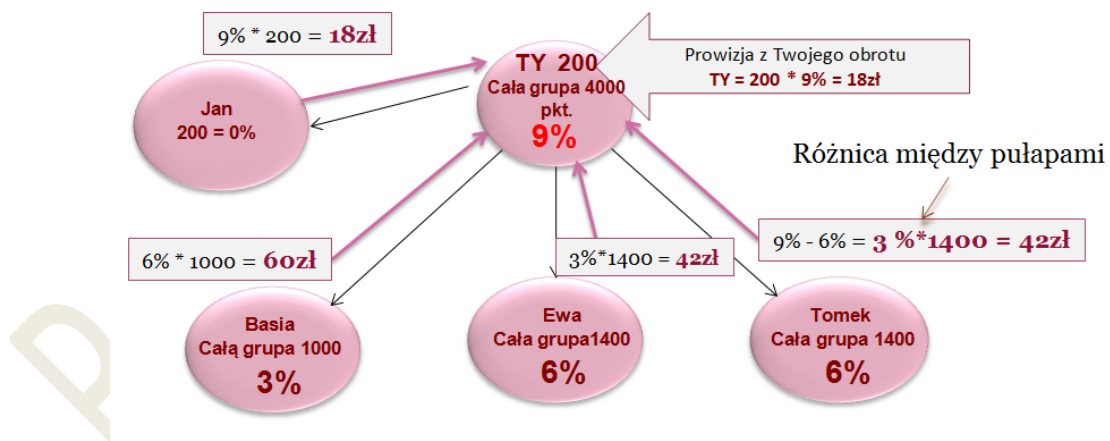 9% * 200 = 18zł
TY 200
Cała grupa 4000
pkt.
9%
Prowizja z Twojego obrotu
TY = 200 * 9% = 18zł
Jan
200 = 0%
Różnica między pułapami
6% * 1000 = 60zł
3%*1400 = 42zł
9% - 6% = 3 %*1400 = 42zł
Basia
Całą grupa 1000
3%
Ewa
Cała grupa1400
6%
Tomek
Cała grupa 1400
6%